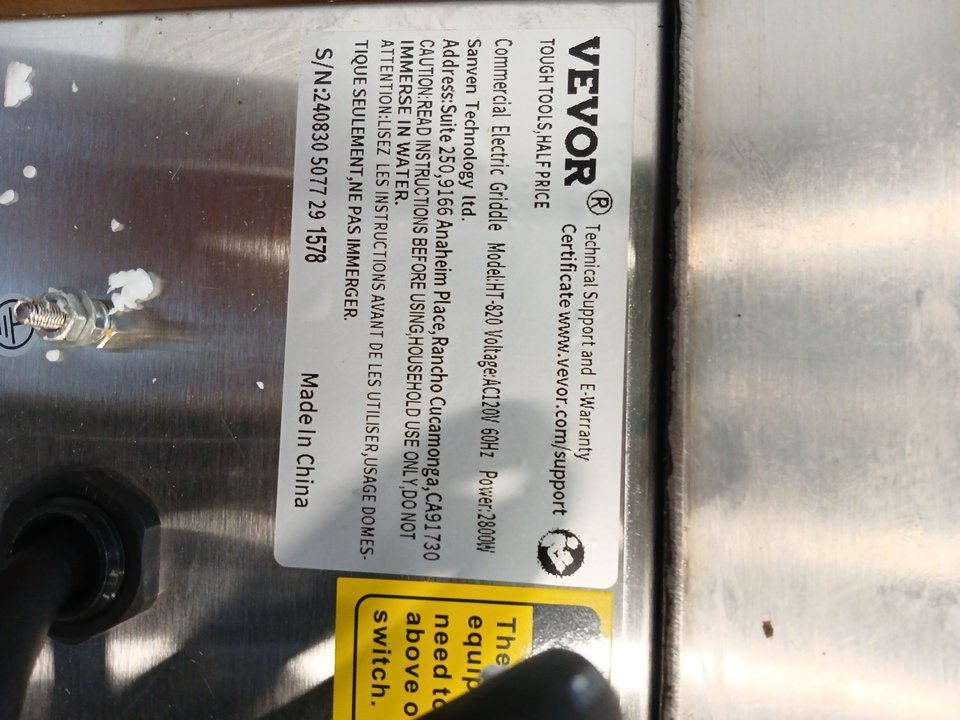 VEVOR®
TOUGH TOOLS, HALF PRICE
Technical Support and E-Warranty
Certificate www.vevor.com/support
Commercial Electric Griddle Model:HT-820 Voltage:AC120V 60Hz Power:2800W
Sanven Technology ltd.
Address:Suite 250,9166 Anaheim Place,Rancho Cucamonga,CA91730
CAUTION:READ INSTRUCTIONS BEFORE USING,HOUSEHOLD USE ONLY,DO NOT
IMMERSE IN WATER.
ATTENTION:LISEZ LES INSTRUCTIONS AVANT DE LES UTILISER,USAGE DOMES-
TIQUE SEULEMENT,NE PAS IMMERGER.
S/N:240830 5077 29 1578 Made In China
The
need to
above
switch.